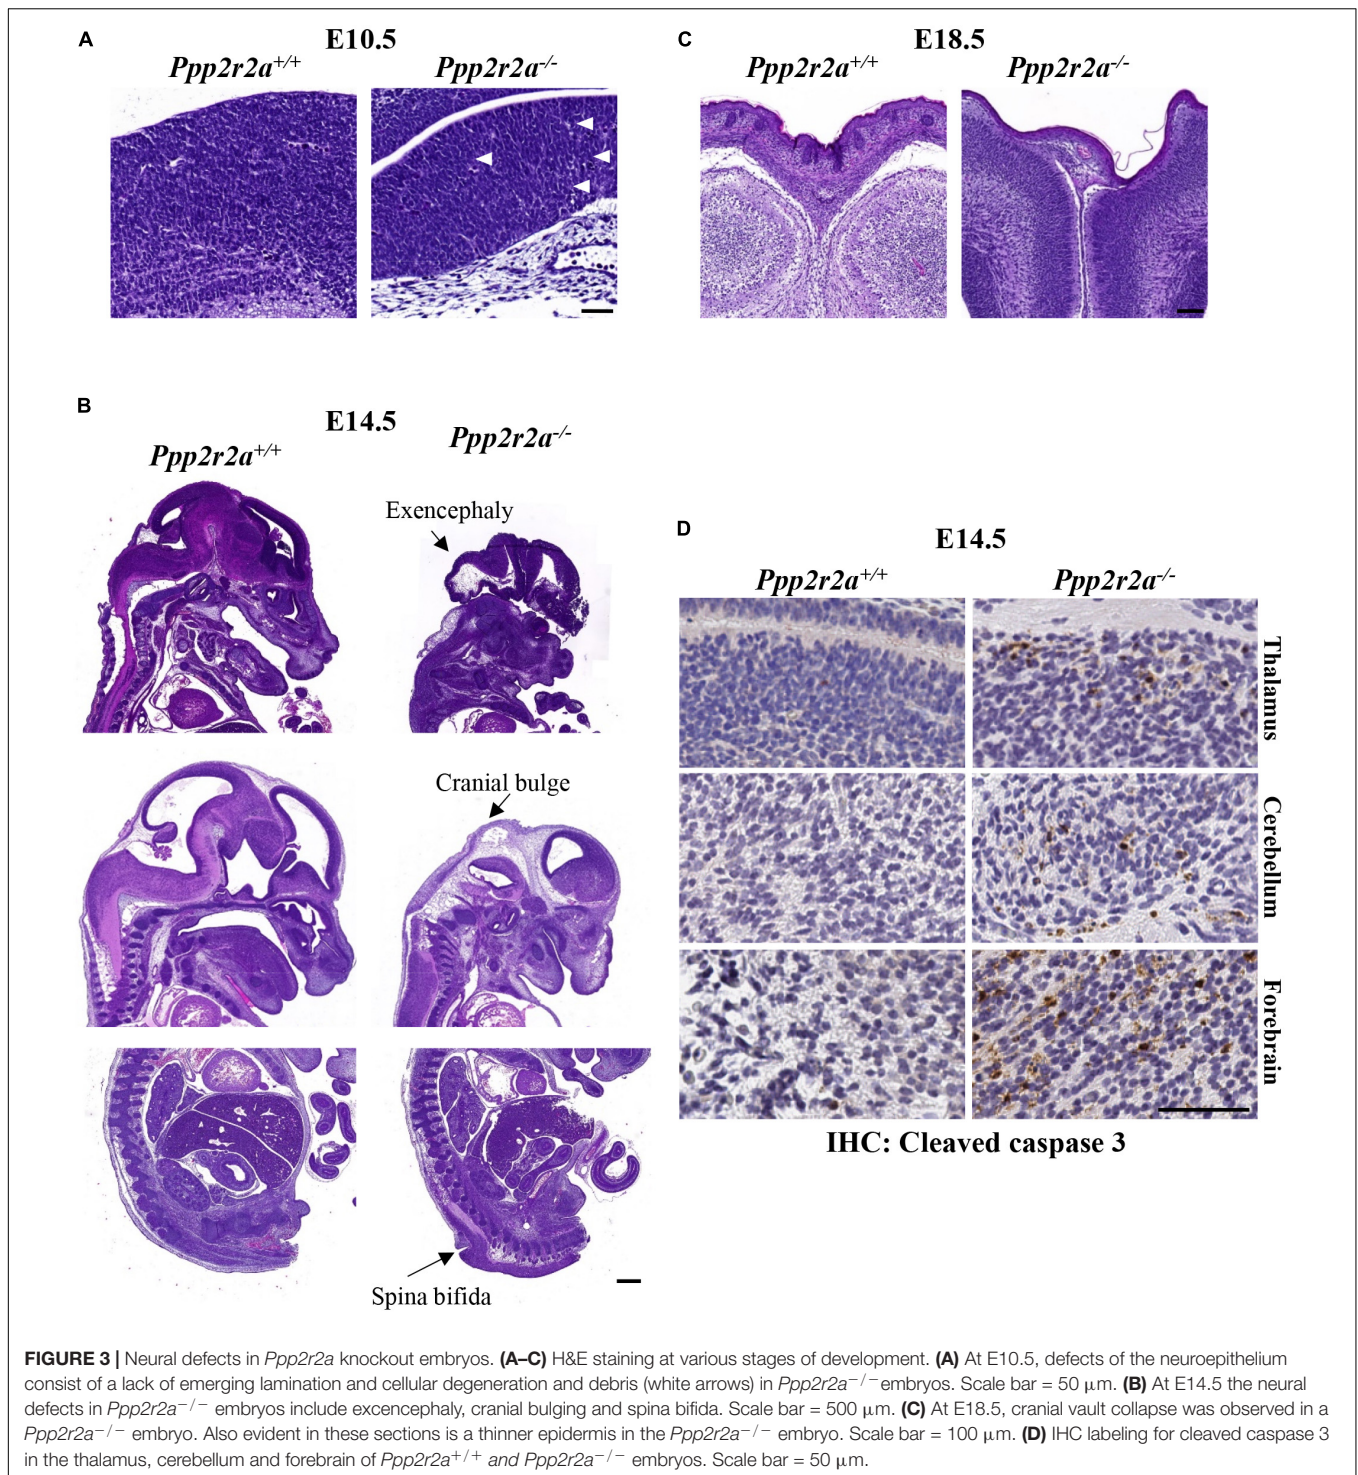 A
E10.5
Ppp2r2a+/+ Ppp2r2a-/-
C
E18.5
Ppp2r2a+/+ Ppp2r2a-/-
B
E14.5
Ppp2r2a+/+ Ppp2r2a-/-
Exencephaly
Cranial bulge
Spina bifida
D
E14.5
Ppp2r2a+/+ Ppp2r2a-/-
Thalamus
Cerebellum
Forebrain
IHC: Cleaved caspase 3
FIGURE 3 | Neural defects in Ppp2r2a knockout embryos. (A–C) H&E staining at various stages of development. (A) At E10.5, defects of the neuroepithelium
consist of a lack of emerging lamination and cellular degeneration and debris (white arrows) in Ppp2r2a−/−embryos. Scale bar = 50 μm. (B) At E14.5 the neural
defects in Ppp2r2a−/− embryos include excencephaly, cranial bulging and spina bifida. Scale bar = 500 μm. (C) At E18.5, cranial vault collapse was observed in a
Ppp2r2a−/− embryo. Also evident in these sections is a thinner epidermis in the Ppp2r2a−/− embryo. Scale bar = 100 μm. (D) IHC labeling for cleaved caspase 3
in the thalamus, cerebellum and forebrain of Ppp2r2a+/+ and Ppp2r2a−/− embryos. Scale bar = 50 μm.